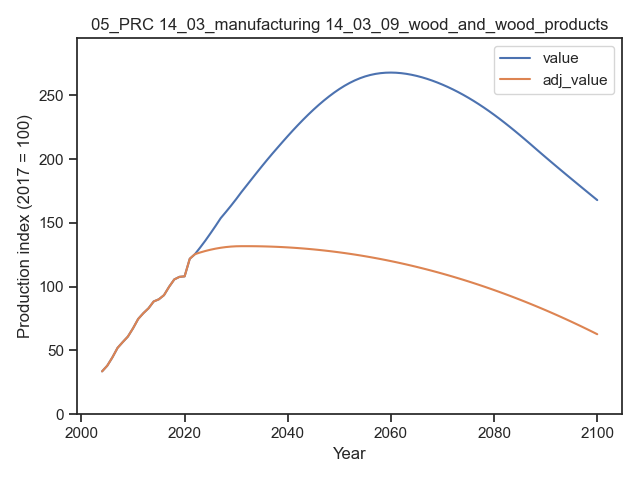 05_PRC 14_03_manufacturing 14_03_09_wood_and_wood_products
value
adj_value
Production index (2017 = 100)
250
200
150
100
50
0
2000 2020 2040 2060 2080 2100
Year